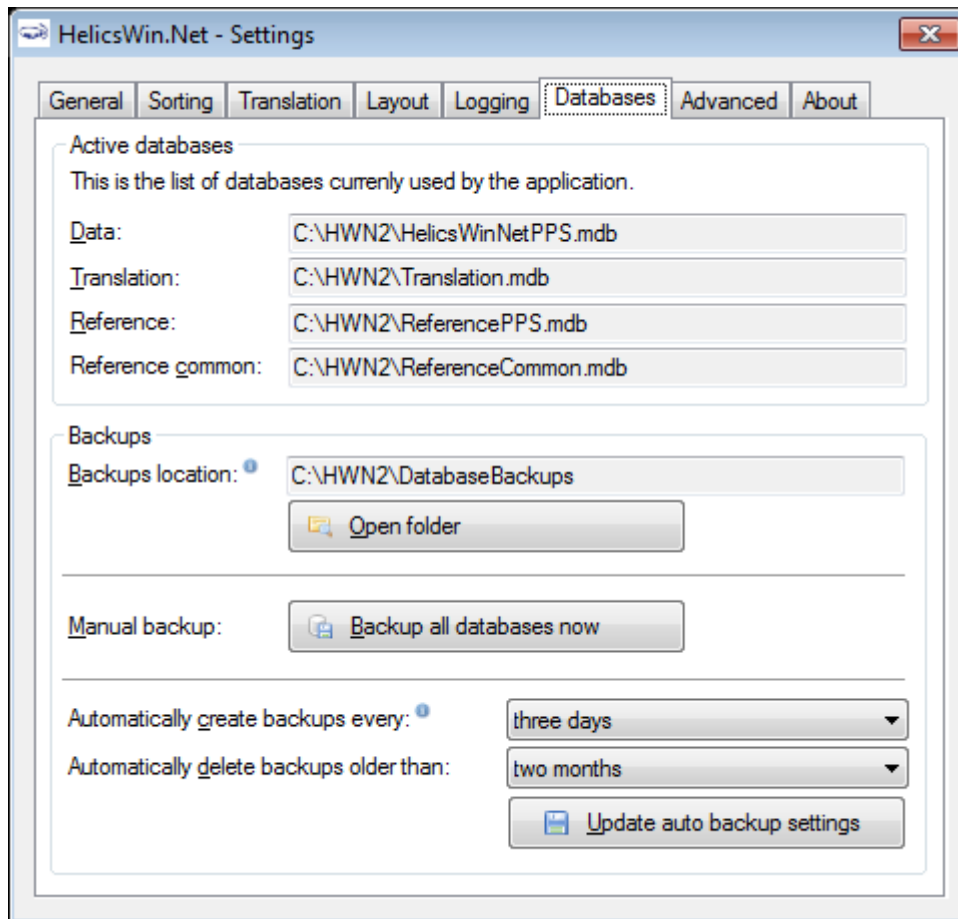 HelicsWin.Net - Settings
General Sorting Translation Layout Logging Databases Advanced About
Active databases
This is the list of databases currenly used by the application.
Data: C:\HWN2\HelicsWinNetPPS.mdb
Translation: C:\HWN2\Translation.mdb
Reference: C:\HWN2\ReferencePPS.mdb
Reference common: C:\HWN2\ReferenceCommon.mdb
Backups
Backups location: C:\HWN2\DatabaseBackups
Open folder
Manual backup: Backup all databases now
Automatically create backups every: three days
Automatically delete backups older than: two months
Update auto backup settings